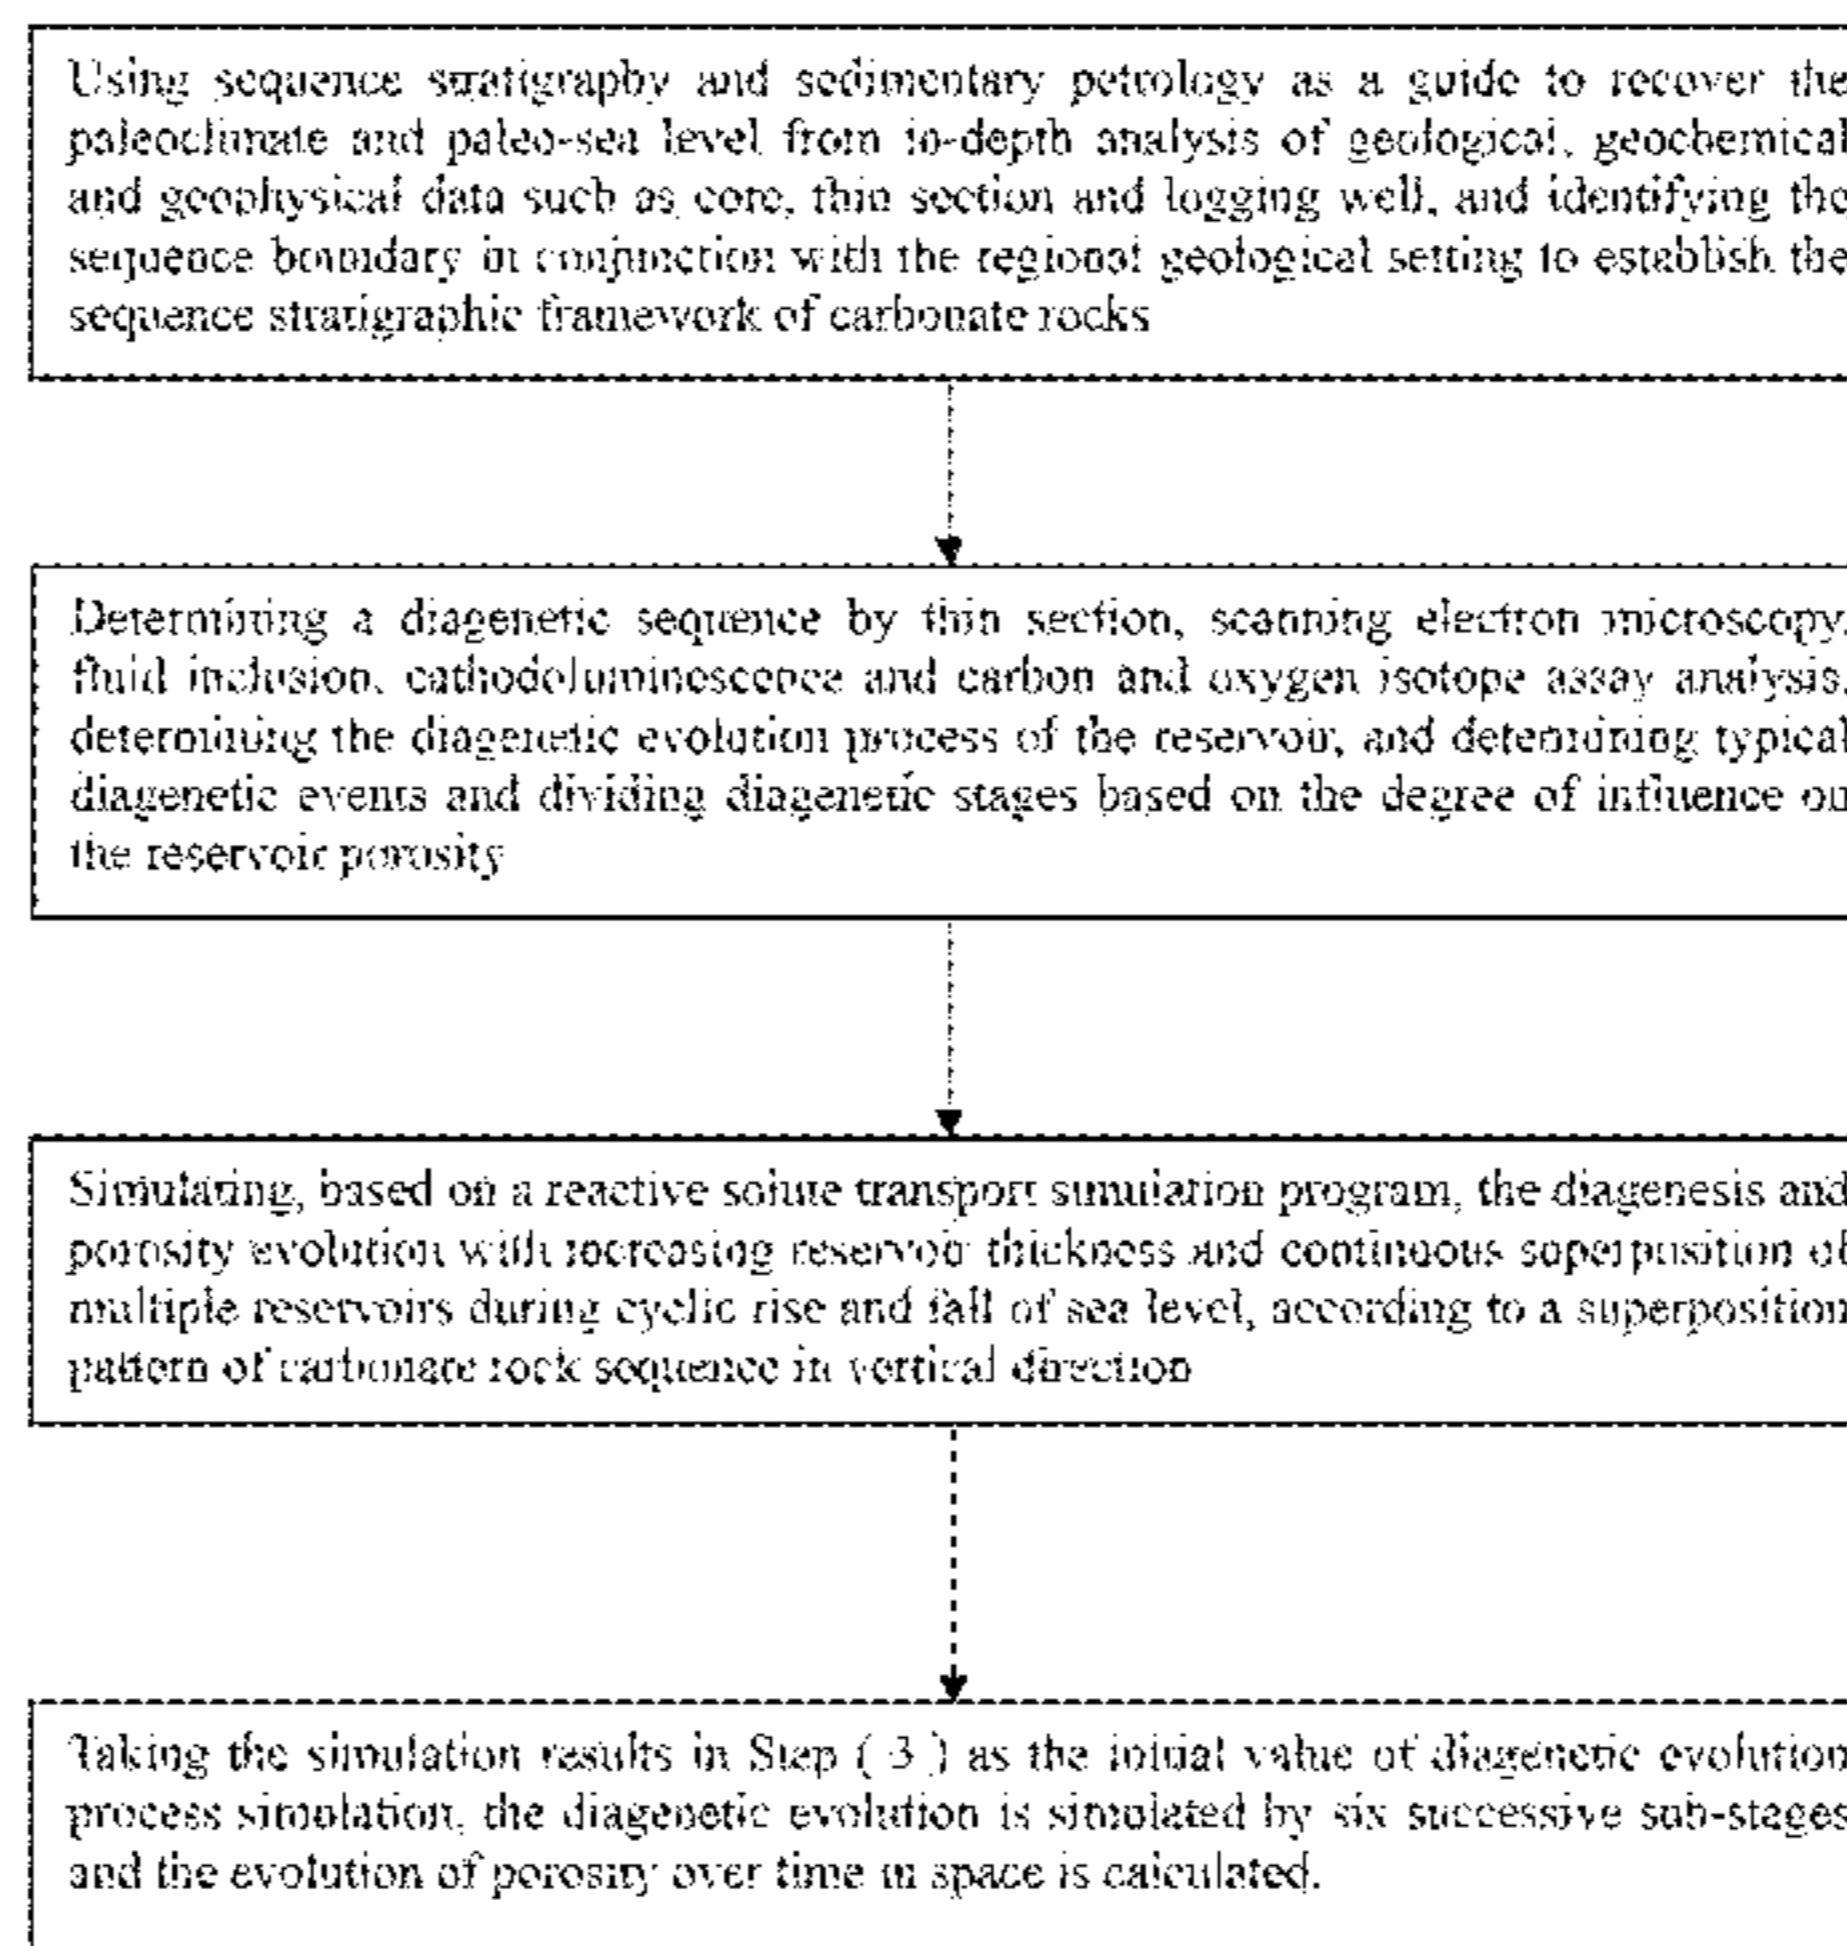 Using sequence stratigraphy and sedimentary petrology as a guide to recover the
paleoclimate and paleo-sea level from in-depth analysis of geological, geochemical
and geophysical data such as core, thin section and logging well, and identifying the
sequence boundary in conjunction with the regional geological setting to establish the
sequence stratigraphic framework of carbonate rocks
Determining a diagenetic sequence by thin section, scanning electron microscopy,
fluid inclusion, cathodoluminescence and carbon and oxygen isotope assay analysis,
determining the diagenetic evolution process of the reservoir, and determining typical
diagenetic events and dividing diagenetic stages based on the degree of influence on
the reservoir porosity
Simulating, based on a reactive solute transport simulation program, the diagenesis and
porosity evolution with increasing reservoir thickness and continuous superposition of
multiple reservoirs during cyclic rise and fall of sea level, according to a superposition
pattern of carbonate rock sequence in vertical direction
Taking the simulation results in Step ( 3 ) as the initial value of diagenetic evolution
process simulation, the diagenetic evolution is simulated by six successive sub-stages
and the evolution of porosity over time in space is calculated.